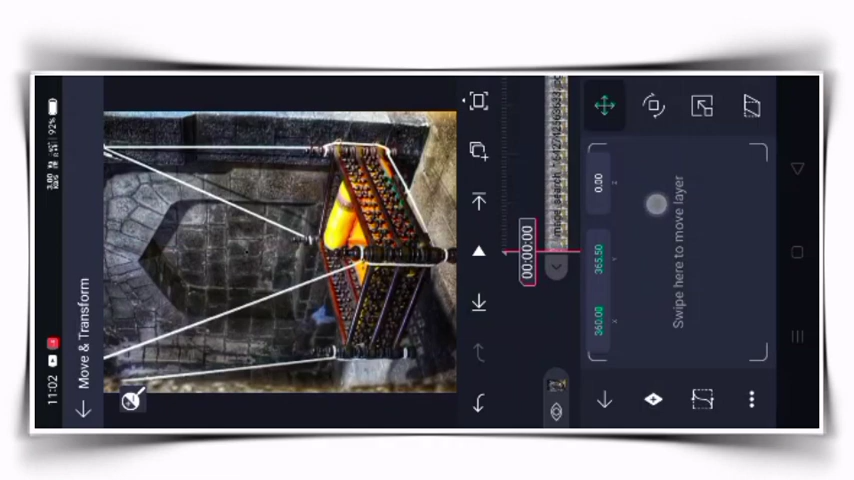 11:02
92%
Move & Transform
00:00:00
360.00
365.50
0.00
X
Y
Z
Swipe here to move layer